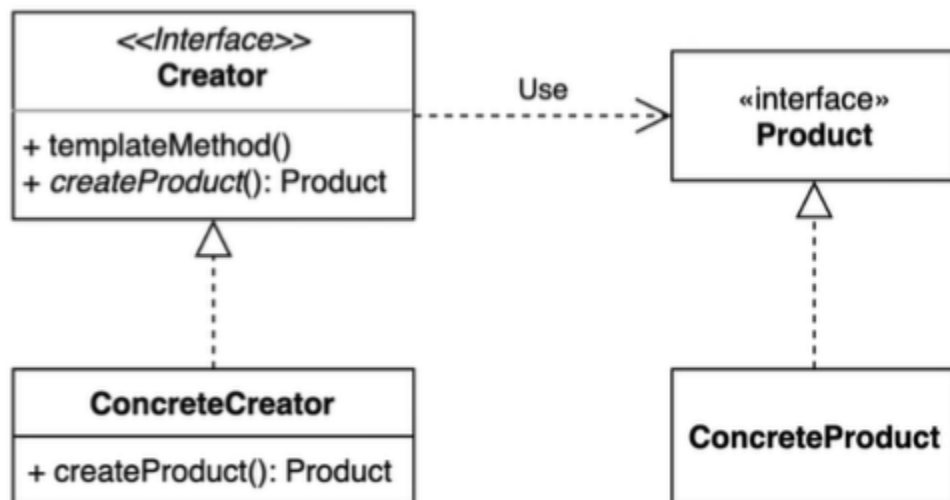 <<Interface>>
Creator
+ templateMethod()
+ createProduct(): Product
Use
«interface»
Product
ConcreteCreator
+ createProduct(): Product
ConcreteProduct